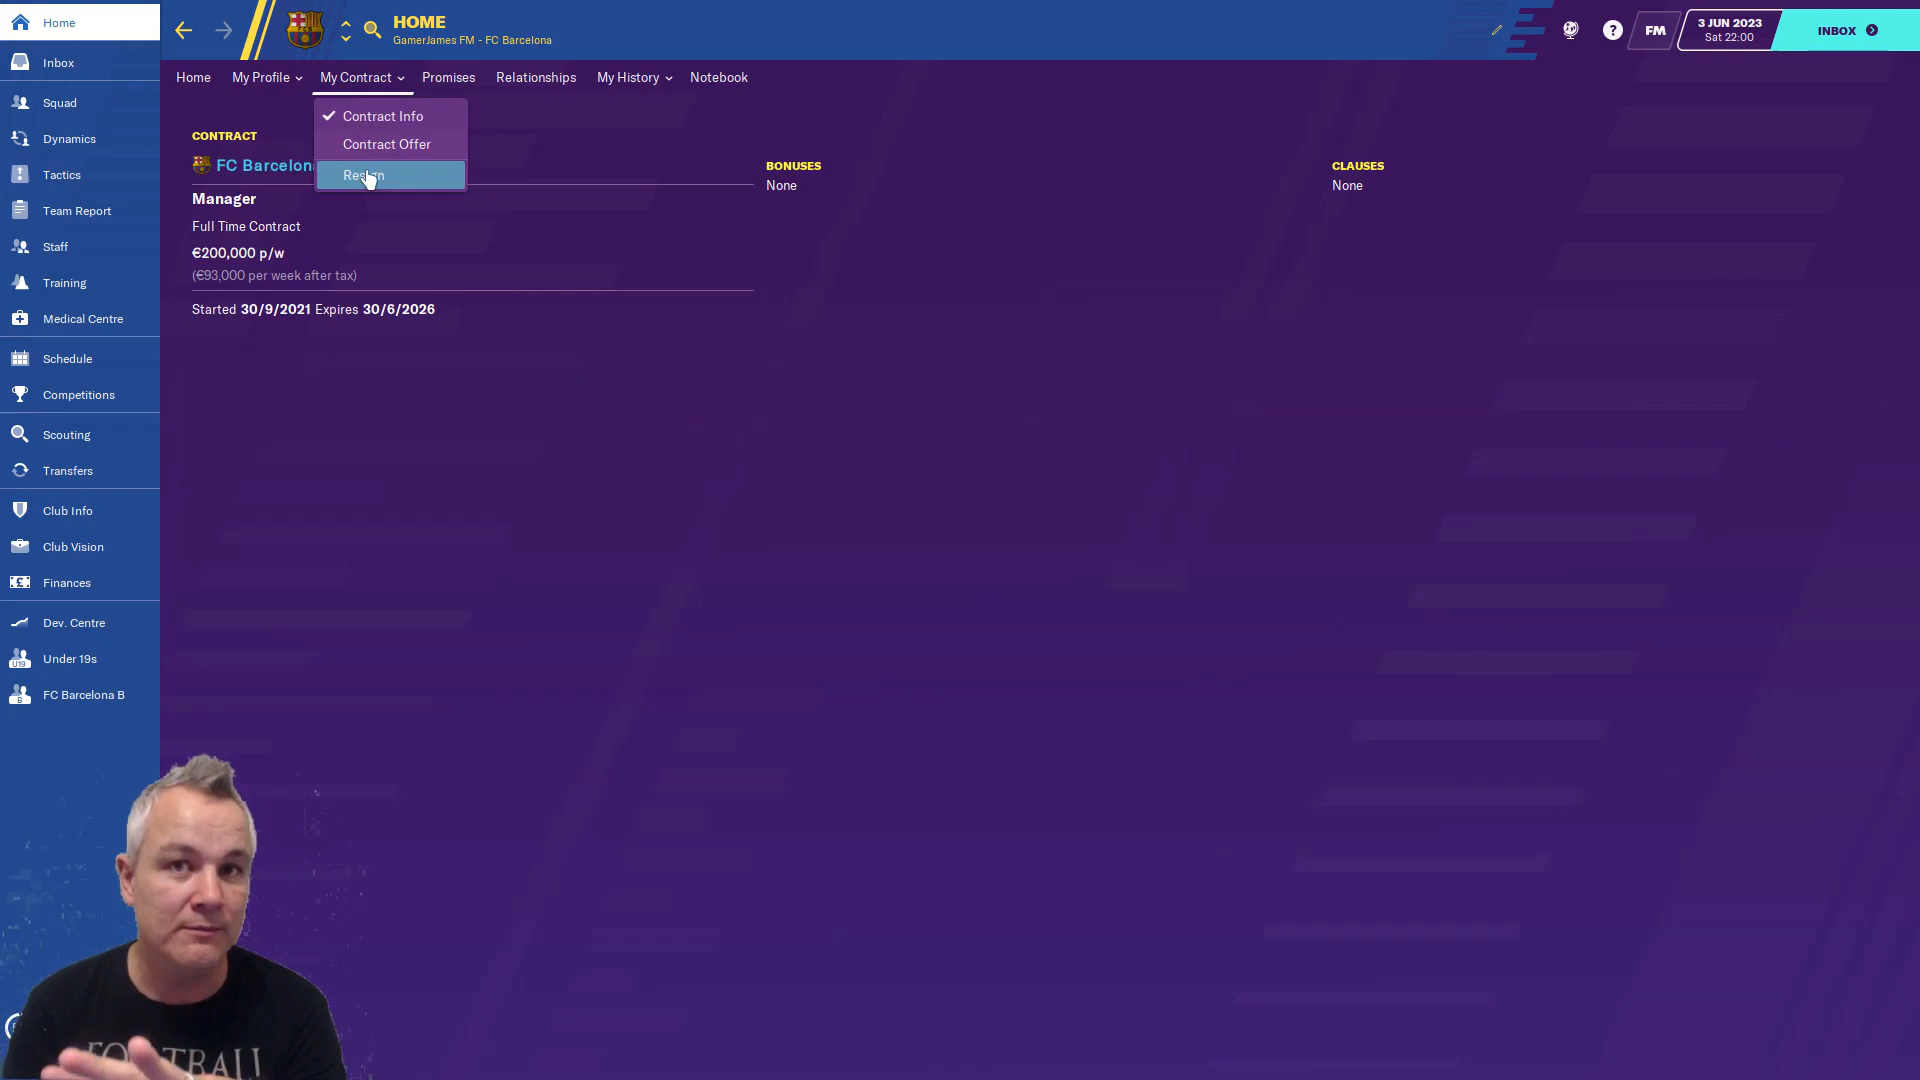 Home
Inbox
Squad
Dynamics
Tactics
Team Report
Staff
Training
Medical Centre
Schedule
Competitions
Scouting
Transfers
Club Info
Club Vision
Finances
Dev. Centre
U19
Under 19s
B
FC Barcelona B
HOME
GamerJames FM - FC Barcelona
?
FM
3 JUN 2023
Sat 22:00
INBOX
Home My Profile My Contract Promises Relationships My History Notebook
Contract Info
Contract Offer
Resign
CONTRACT
FC Barcelona
Manager
Full Time Contract
€200,000 p/w
(€93,000 per week after tax)
Started 30/9/2021 Expires 30/6/2026
BONUSES
None
CLAUSES
None
FOOTBALL